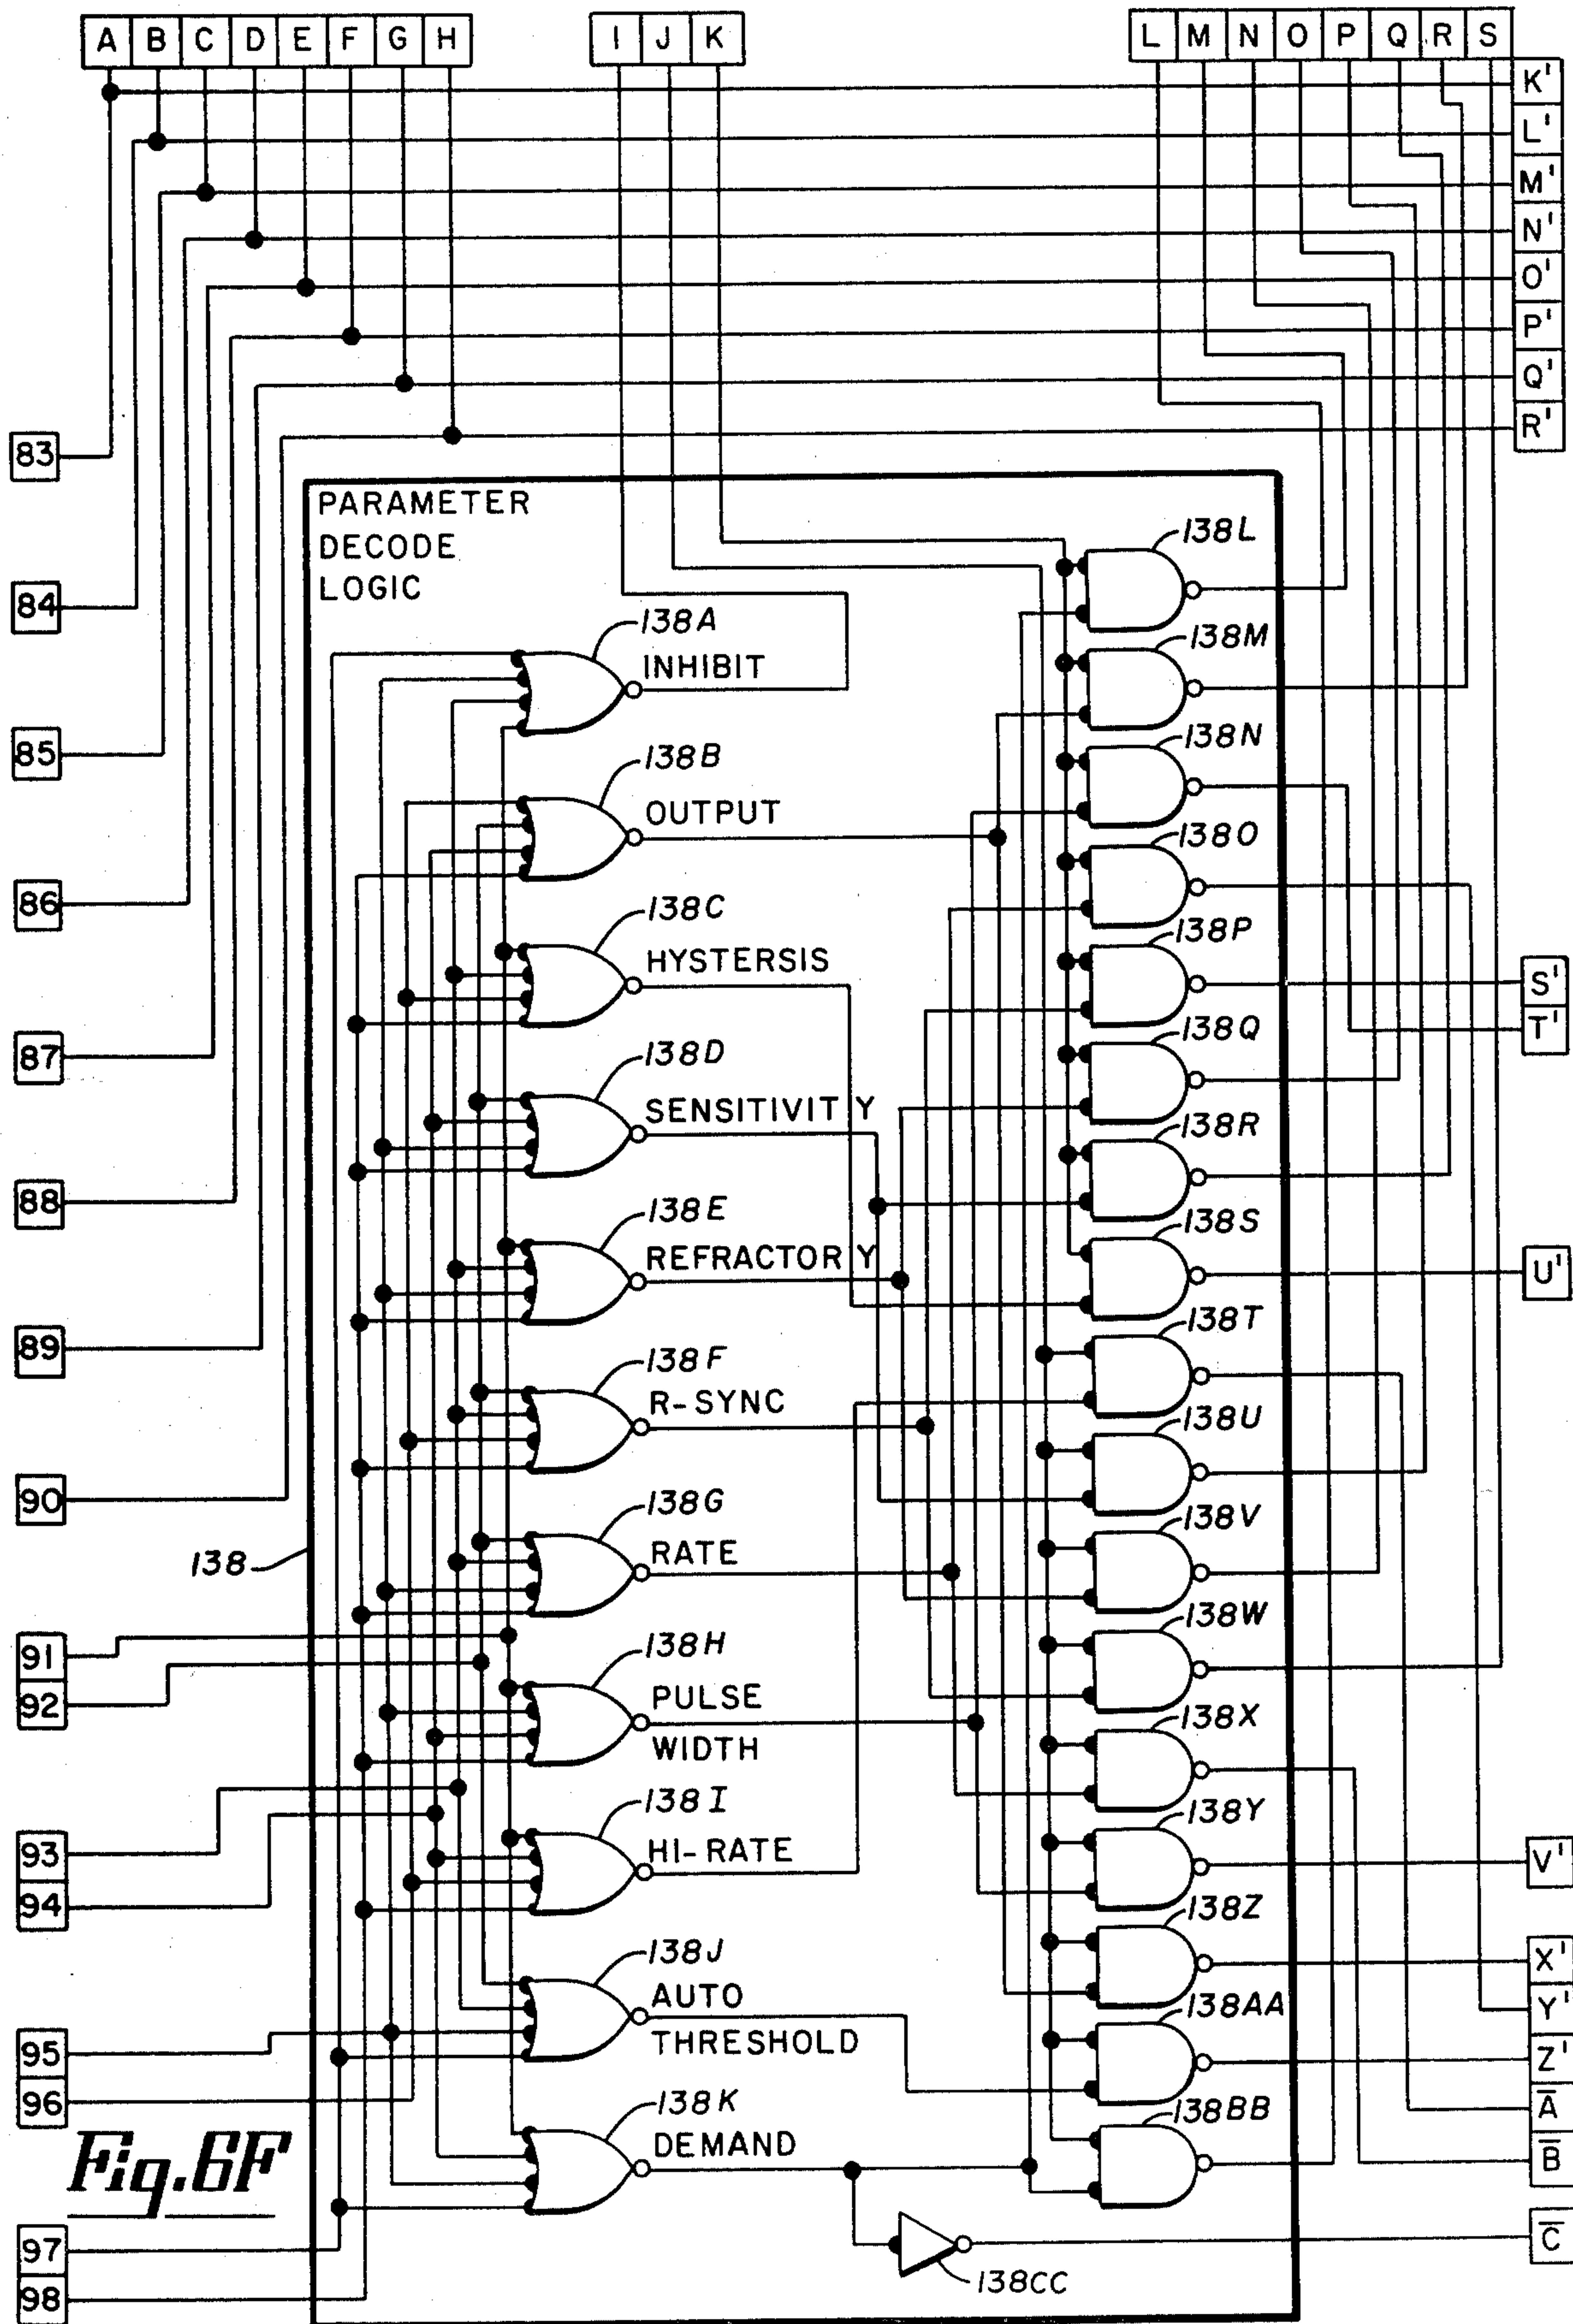 A B C D E F G H I J K L M N O P Q R S
K'
L'
M'
N'
O'
P'
Q'
R'
83
84
85
86
87
88
89
90
91
92
93
94
95
96
97
98
PARAMETER
DECODE
LOGIC
138
138A
INHIBIT
138B
OUTPUT
138C
HYSTERSIS
138D
SENSITIVITY
138E
REFRACTORY
138F
R-SYNC
138G
RATE
138H
PULSE
WIDTH
138I
HI-RATE
138J
AUTO
THRESHOLD
138K
DEMAND
138L
138M
138N
138O
138P
138Q
138R
138S
138T
138U
138V
138W
138X
138Y
138Z
138AA
138BB
138CC
S'
T'
U'
V'
X'
Y'
Z'
A̅
B̅
C̅
Fig.6F